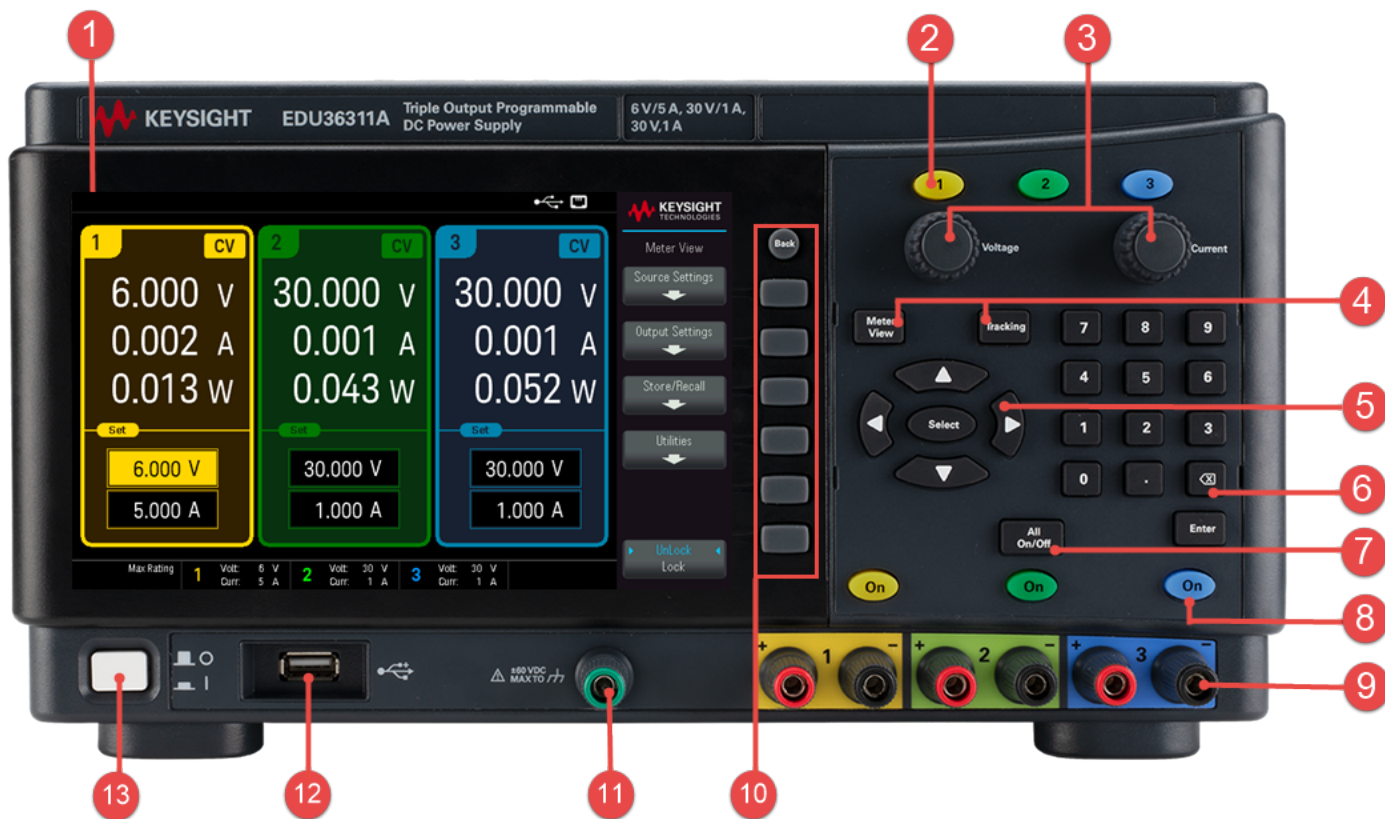 1
2
3
KEYSIGHT EDU36311A Triple Output Programmable DC Power Supply
6 V/5 A, 30 V/1 A, 30 V,1 A
1 2 3
KEYSIGHT TECHNOLOGIES
Back
Voltage
Current
1 CV
2 CV
3 CV
Meter View
Source Settings
6.000 V
30.000 V
30.000 V
4
Meter View
Tracking
7 8 9
0.002 A
0.001 A
0.001 A
Output Settings
4 5 6
0.013 W
0.043 W
0.052 W
Store/Recall
5
Select
1 2 3
Set
Set
Set
Utilities
6.000 V
30.000 V
30.000 V
0 .
6
5.000 A
1.000 A
1.000 A
All On/Off
Enter
7
UnLock
Lock
Max Rating
1 Volt: 6 V
Curr: 5 A
2 Volt: 30 V
Curr: 1 A
3 Volt: 30 V
Curr: 1 A
On On On
8
±60 VDC
MAX TO
+ 1 -
+ 2 -
+ 3 -
9
13
12
11
10